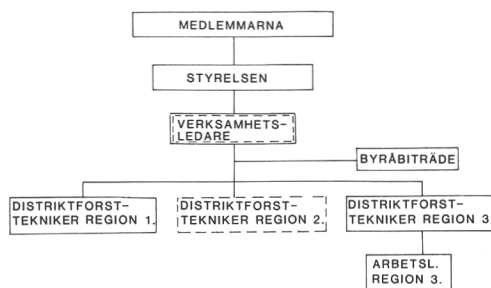 MEDLEMMARNA
STYRELSEN
VERKSAMHETS-
LEDARE
BYRÅBITRÄDE
DISTRIKTFORST-
TEKNIKER REGION 1.
DISTRIKTFORST-
TEKNIKER REGION 2.
DISTRIKTFORST-
TEKNIKER REGION 3.
ARBETSL.
REGION 3.